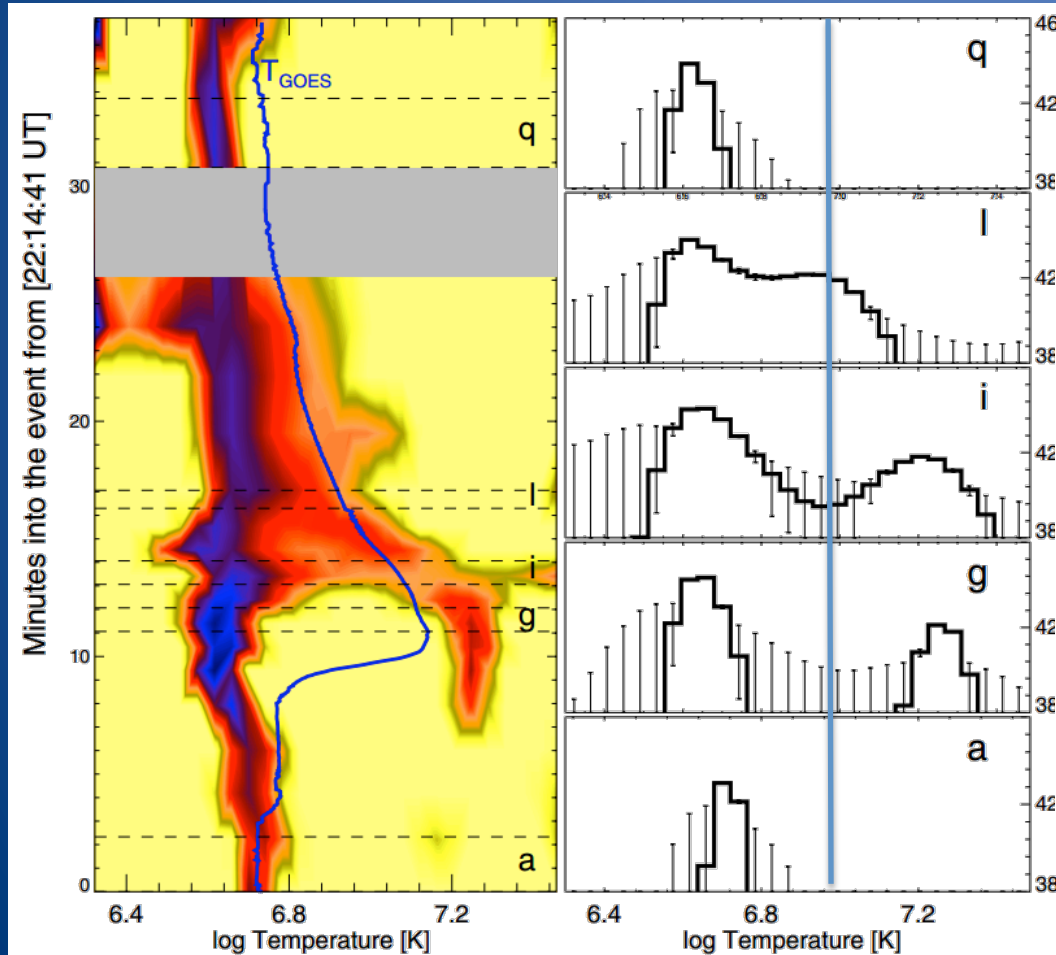 Minutes into the event from [22:14:41 UT]
30
20
10
0
T_GOES
q
l
i
g
a
6.4 6.8 7.2
log Temperature [K]
q
46
42
38
l
42
38
i
42
38
g
42
38
a
42
38
6.4 6.8 7.2
log Temperature [K]